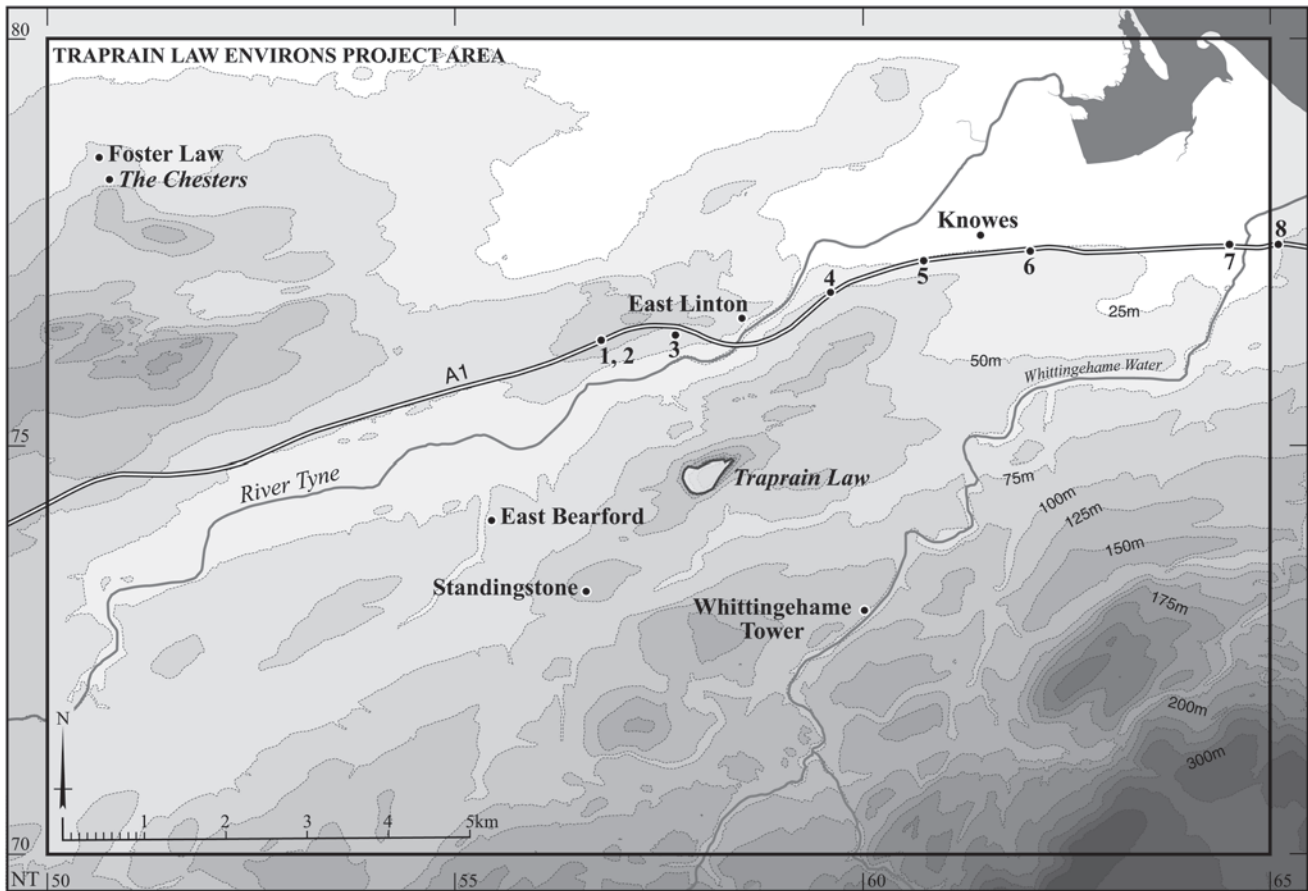 80
TRAPRAIN LAW ENVIRONS PROJECT AREA
Foster Law
The Chesters
Knowes
8
7
6
5
4
East Linton
25m
1, 2
3
A1
50m
Whittingehame Water
75
River Tyne
Traprain Law
75m
100m
125m
East Bearford
150m
Standingstone
Whittingehame
Tower
175m
N
200m
300m
1
2
3
4
5km
70
NT
50
55
60
65